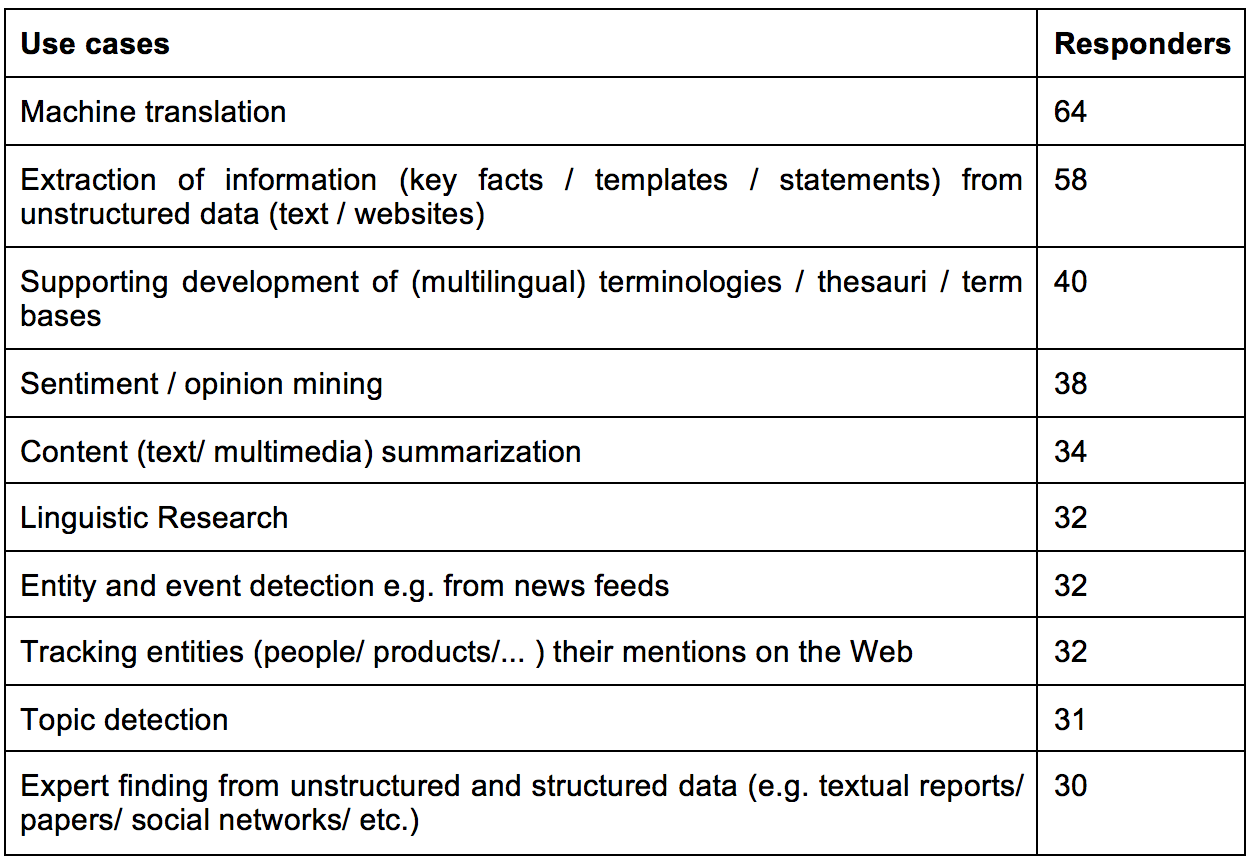 Use cases Responders
Machine translation 64
Extraction of information (key facts / templates / statements) from 58
unstructured data (text / websites)
Supporting development of (multilingual) terminologies / thesauri / term 40
bases
Sentiment / opinion mining 38
Content (text/ multimedia) summarization 34
Linguistic Research 32
Entity and event detection e.g. from news feeds 32
Tracking entities (people/ products/... ) their mentions on the Web 32
Topic detection 31
Expert finding from unstructured and structured data (e.g. textual reports/ 30
papers/ social networks/ etc.)